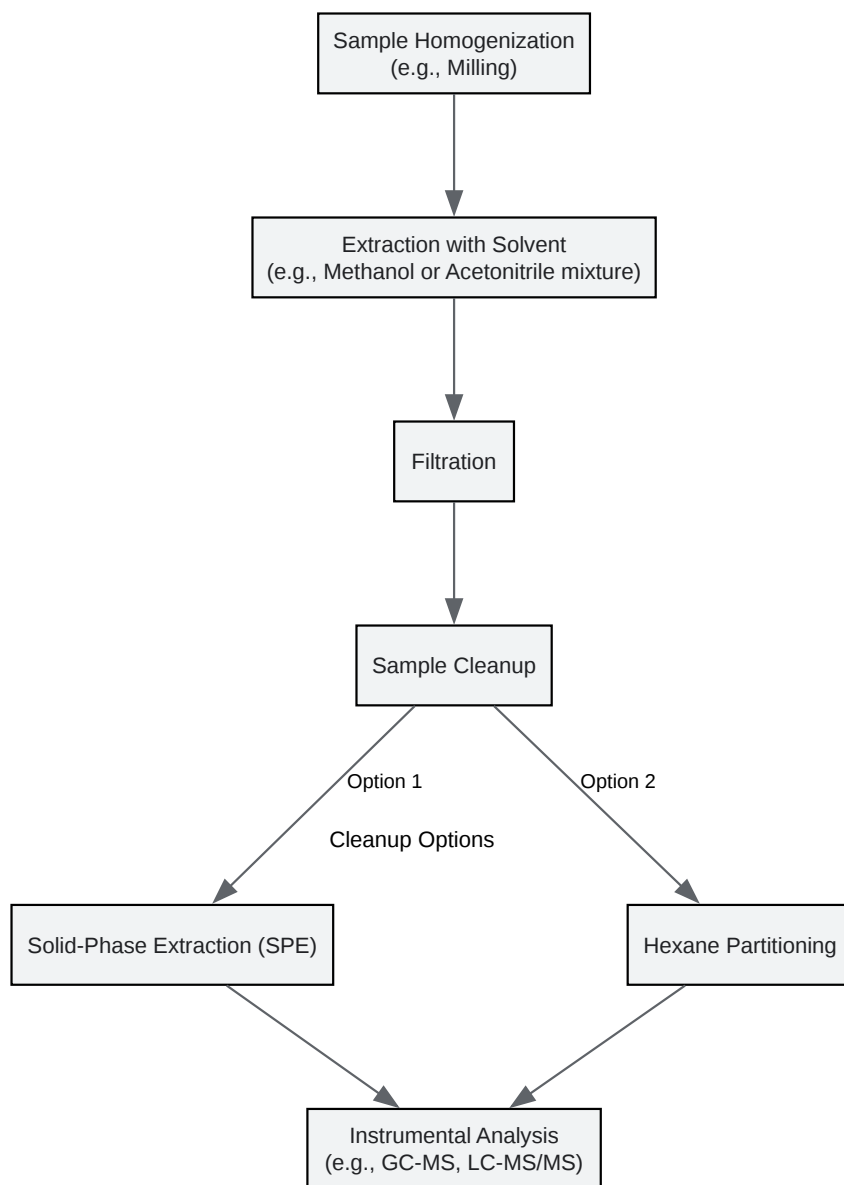 Sample Homogenization
(e.g., Milling)
Extraction with Solvent
(e.g., Methanol or Acetonitrile mixture)
Filtration
Sample Cleanup
Option 1
Option 2
Cleanup Options
Solid-Phase Extraction (SPE)
Hexane Partitioning
Instrumental Analysis
(e.g., GC-MS, LC-MS/MS)